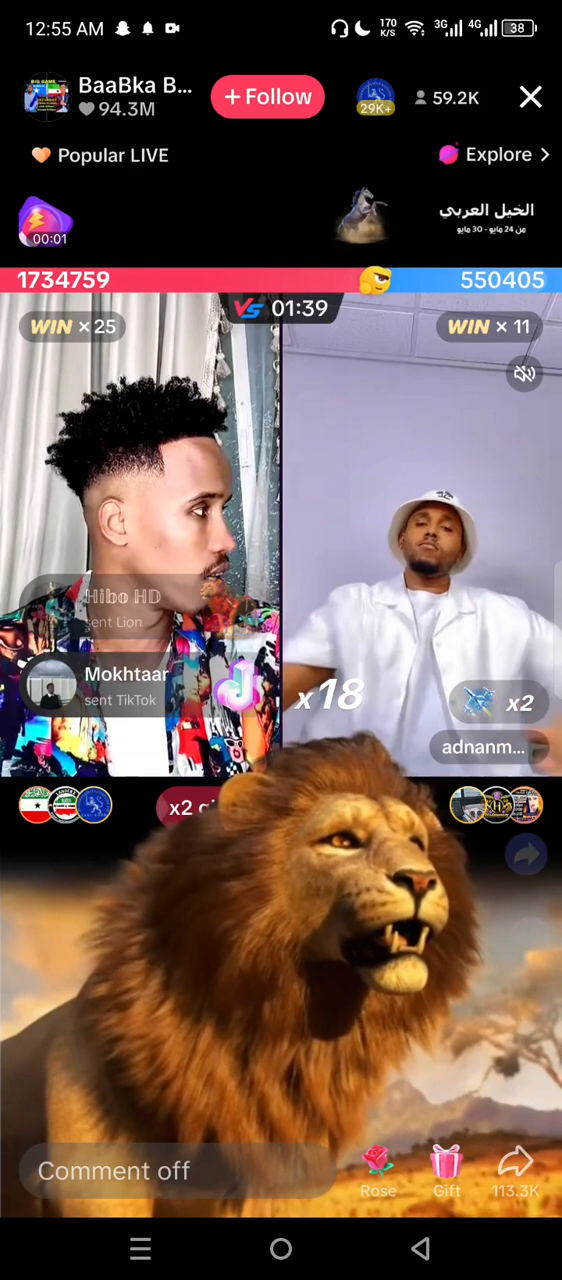 12:55 AM
170
K/S
3G
4G
38
BaaBka B...
94.3M
+ Follow
29K+
59.2K
Popular LIVE
Explore >
00:01
الخيل العربي
من 24 مايو - 30 مايو
1734759
550405
VS 01:39
WIN × 25
WIN × 11
Hibo HD
sent Lion
Mokhtaar
sent TikTok
x18
x2
adnanm...
x2
Comment off
Rose
Gift
113.3K